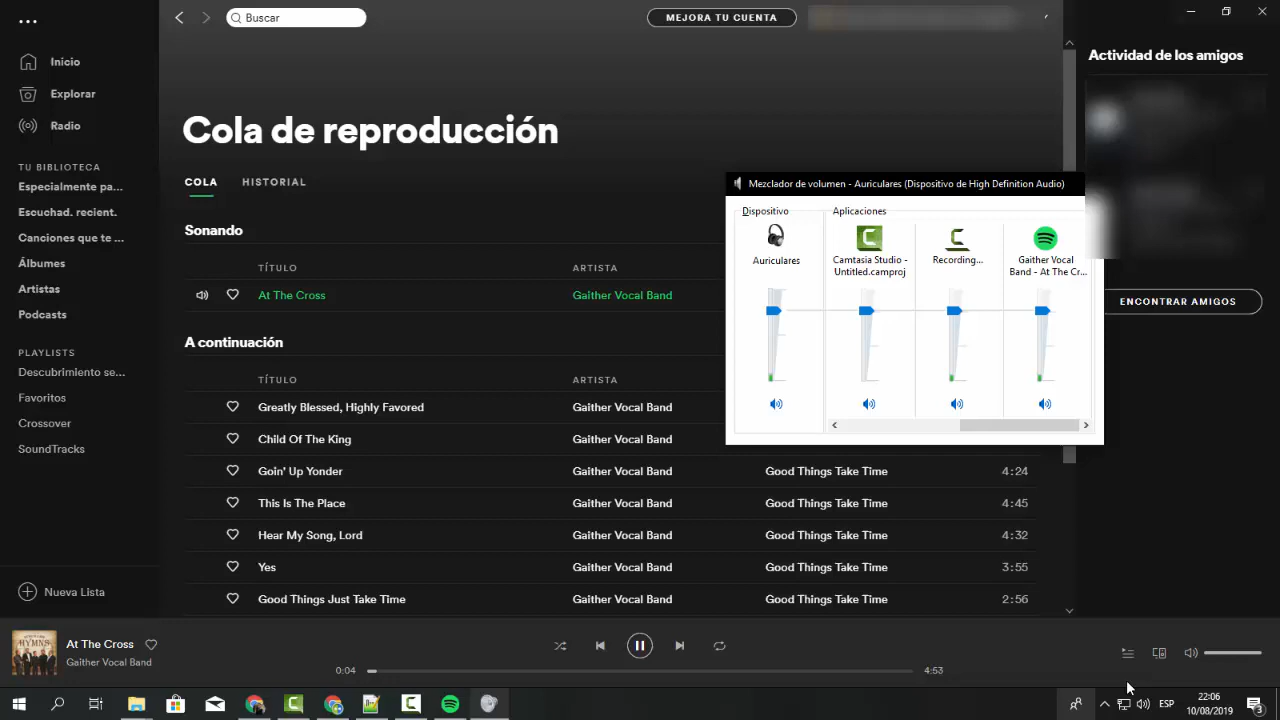 Buscar
MEJORA TU CUENTA
Inicio
Explorar
Radio
TU BIBLIOTECA
Especialmente pa...
Escuchad. recient.
Canciones que te ...
Álbumes
Artistas
Podcasts
PLAYLISTS
Descubrimiento se...
Favoritos
Crossover
SoundTracks
Nueva Lista
Cola de reproducción
COLA HISTORIAL
Sonando
TÍTULO ARTISTA
At The Cross Gaither Vocal Band
A continuación
TÍTULO ARTISTA
Greatly Blessed, Highly Favored Gaither Vocal Band
Child Of The King Gaither Vocal Band
Goin' Up Yonder Gaither Vocal Band Good Things Take Time 4:24
This Is The Place Gaither Vocal Band Good Things Take Time 4:45
Hear My Song, Lord Gaither Vocal Band Good Things Take Time 4:32
Yes Gaither Vocal Band Good Things Take Time 3:55
Good Things Just Take Time Gaither Vocal Band Good Things Take Time 2:56
Mezclador de volumen - Auriculares (Dispositivo de High Definition Audio)
Dispositivo Aplicaciones
Auriculares
Camtasia Studio -
Untitled.camproj
Recording...
Gaither Vocal
Band - At The Cr...
Actividad de los amigos
ENCONTRAR AMIGOS
HYMNS
At The Cross
Gaither Vocal Band
0:04 4:53
ESP
22:06
10/08/2019
3